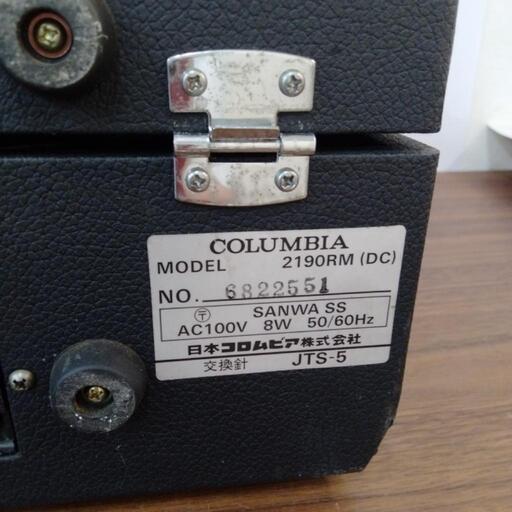 COLUMBIA
MODEL 2190RM (DC)
NO. 6822551
〒 SANWA SS
AC100V 8W 50/60Hz
日本コロムビア株式会社
交換針 JTS-5